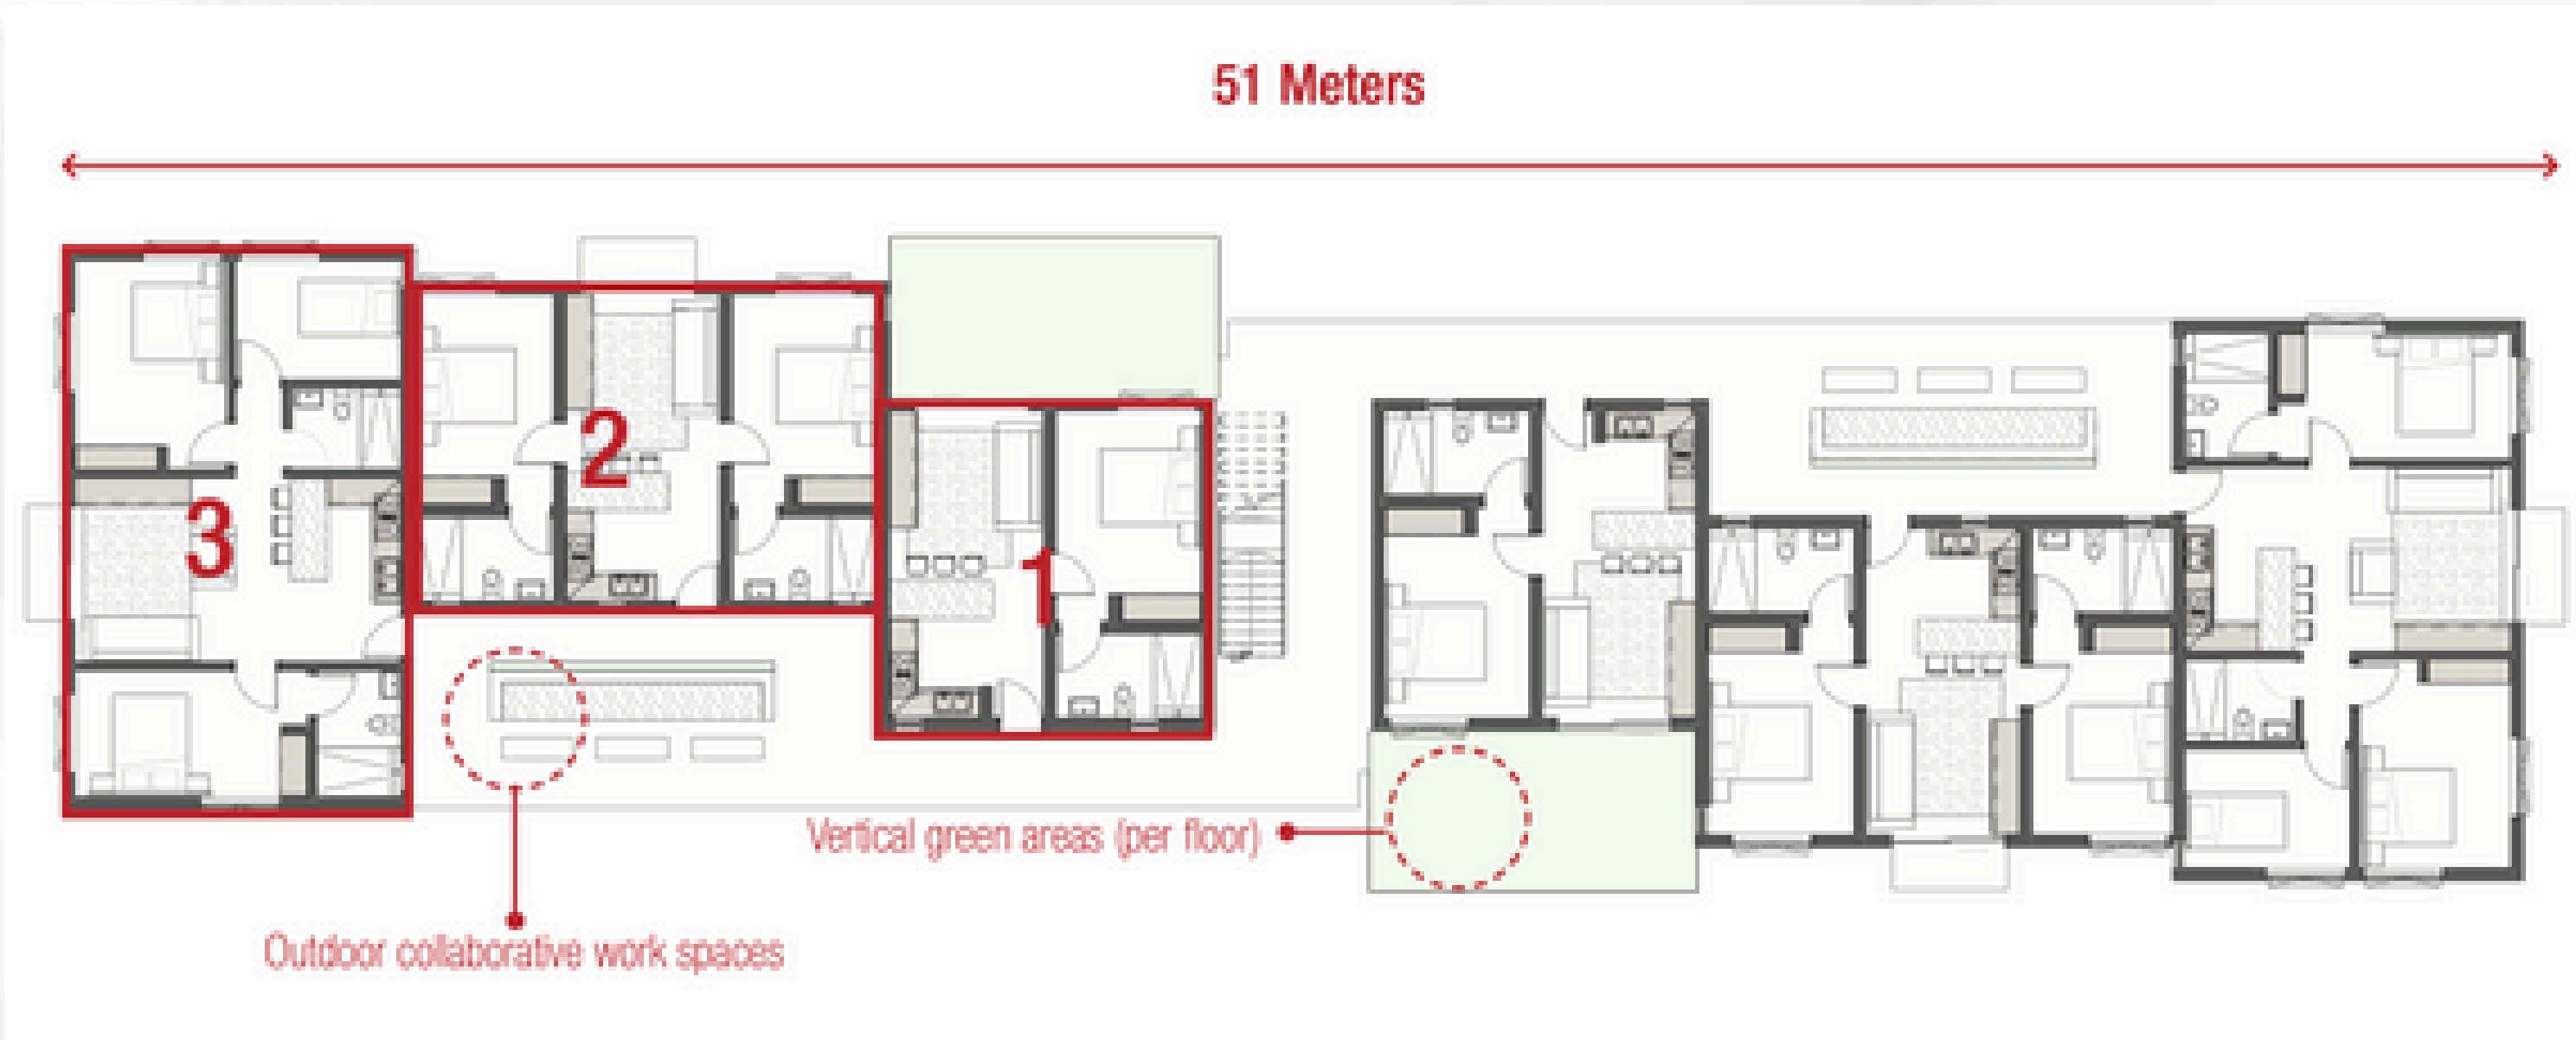 51 Meters
3
2
1
Vertical green areas (per floor)
Outdoor collaborative work spaces